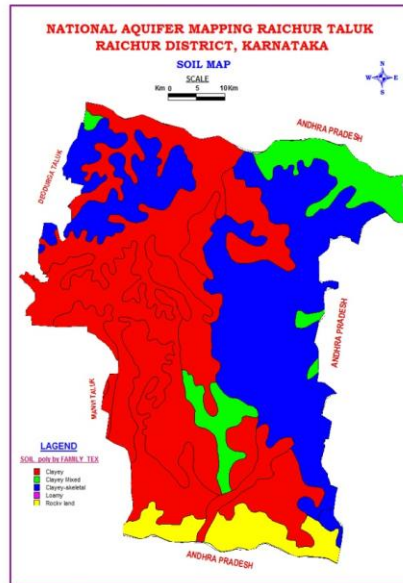 NATIONAL AQUIFER MAPPING RAICHUR TALUK
RAICHUR DISTRICT, KARNATAKA
SOIL MAP
SCALE
Km 0 5 10Km
N
W E
S
ANDHRA PRADESH
DEODURGA TALUK
ANDHRA PRADESH
MANVI TALUK
LEGEND
SOIL_poly by FAMILY_TEX
Clayey
Clayey Mixed
Clayey-skeletal
Loamy
Rocky land
ANDHRA PRADESH